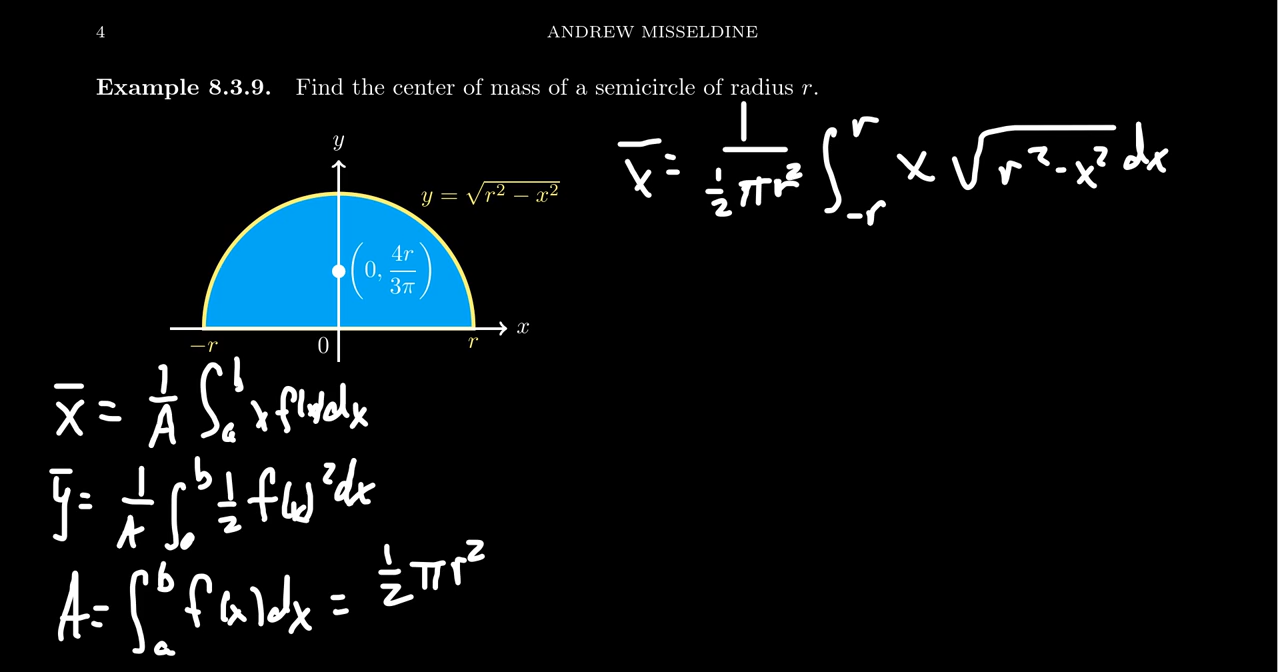 4 ANDREW MISSELDINE
Example 8.3.9. Find the center of mass of a semicircle of radius r.
y
y = √(r² − x²)
(0, 4r/3π)
x
−r 0 r
x̄ = 1/(½πr²) ∫_{-r}^{r} x √(r² - x²) dx
x̄ = 1/A ∫_a^b x f(x) dx
ȳ = 1/A ∫_a^b ½ f(x)² dx
A = ∫_a^b f(x) dx = ½ πr²